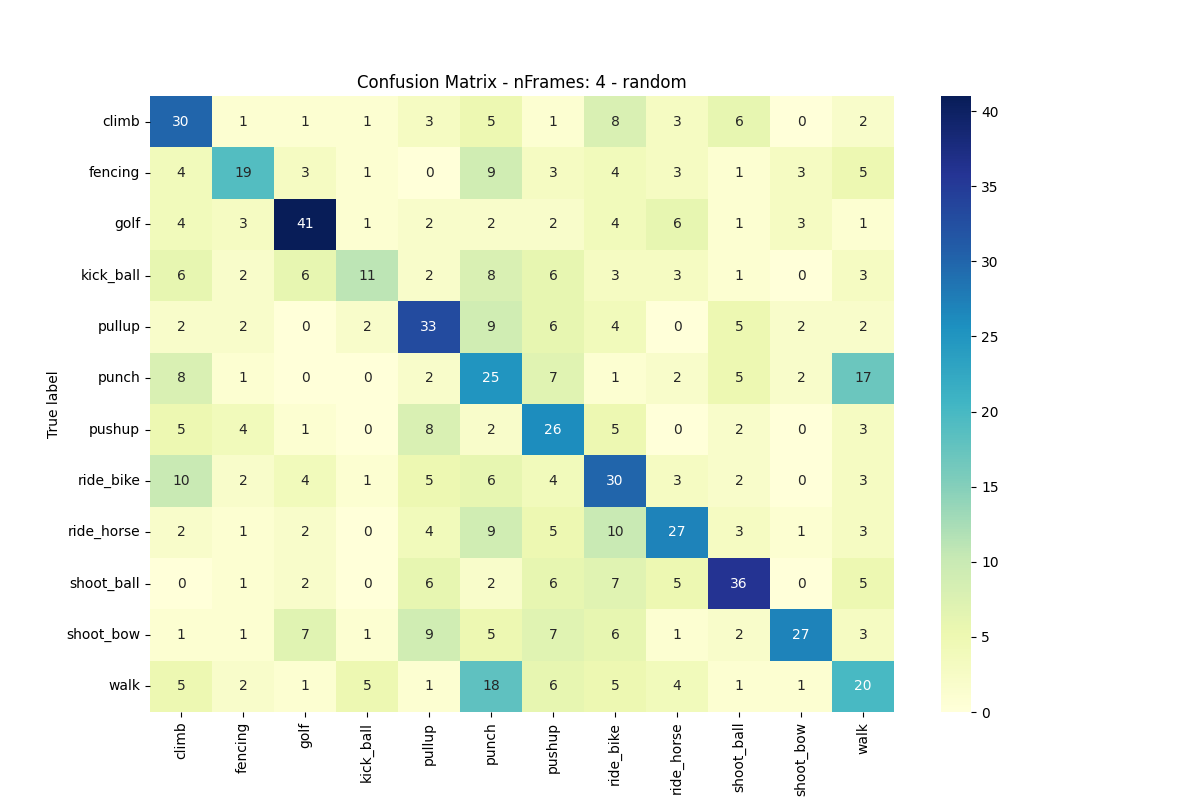 Confusion Matrix - nFrames: 4 - random
True label
climb 30 1 1 1 3 5 1 8 3 6 0 2
fencing 4 19 3 1 0 9 3 4 3 1 3 5
golf 4 3 41 1 2 2 2 4 6 1 3 1
kick_ball 6 2 6 11 2 8 6 3 3 1 0 3
pullup 2 2 0 2 33 9 6 4 0 5 2 2
punch 8 1 0 0 2 25 7 1 2 5 2 17
pushup 5 4 1 0 8 2 26 5 0 2 0 3
ride_bike 10 2 4 1 5 6 4 30 3 2 0 3
ride_horse 2 1 2 0 4 9 5 10 27 3 1 3
shoot_ball 0 1 2 0 6 2 6 7 5 36 0 5
shoot_bow 1 1 7 1 9 5 7 6 1 2 27 3
walk 5 2 1 5 1 18 6 5 4 1 1 20
climb fencing golf kick_ball pullup punch pushup ride_bike ride_horse shoot_ball shoot_bow walk
40
35
30
25
20
15
10
5
0